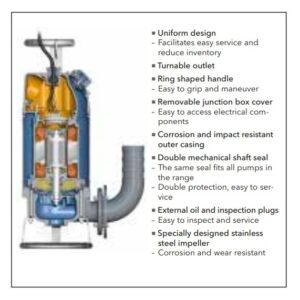 ▪ Uniform design
- Facilitates easy service and
reduce inventory
▪ Turnable outlet
▪ Ring shaped handle
- Easy to grip and maneuver
▪ Removable junction box cover
- Easy to access electrical com-
ponents
▪ Corrosion and impact resistant
outer casing
▪ Double mechanical shaft seal
- The same seal fits all pumps in
the range
- Double protection, easy to ser-
vice
▪ External oil and inspection plugs
- Easy to inspect and service
▪ Specially designed stainless
steel impeller
- Corrosion and wear resistant